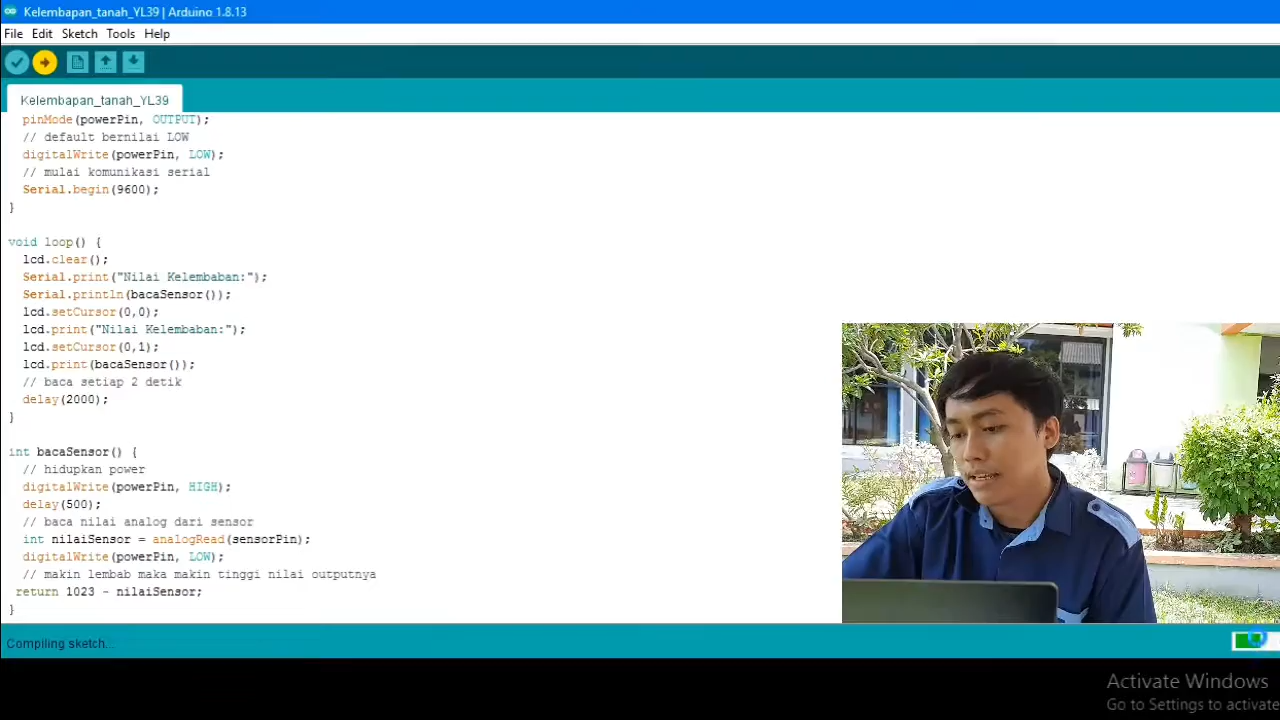 Kelembapan_tanah_YL39 | Arduino 1.8.13
File Edit Sketch Tools Help
Kelembapan_tanah_YL39
pinMode(powerPin, OUTPUT);
// default bernilai LOW
digitalWrite(powerPin, LOW);
// mulai komunikasi serial
Serial.begin(9600);
}
void loop() {
lcd.clear();
Serial.print("Nilai Kelembaban:");
Serial.println(bacaSensor());
lcd.setCursor(0,0);
lcd.print("Nilai Kelembaban:");
lcd.setCursor(0,1);
lcd.print(bacaSensor());
// baca setiap 2 detik
delay(2000);
}
int bacaSensor() {
// hidupkan power
digitalWrite(powerPin, HIGH);
delay(500);
// baca nilai analog dari sensor
int nilaiSensor = analogRead(sensorPin);
digitalWrite(powerPin, LOW);
// makin lembab maka makin tinggi nilai outputnya
return 1023 - nilaiSensor;
}
Compiling sketch...
Activate Windows
Go to Settings to activate